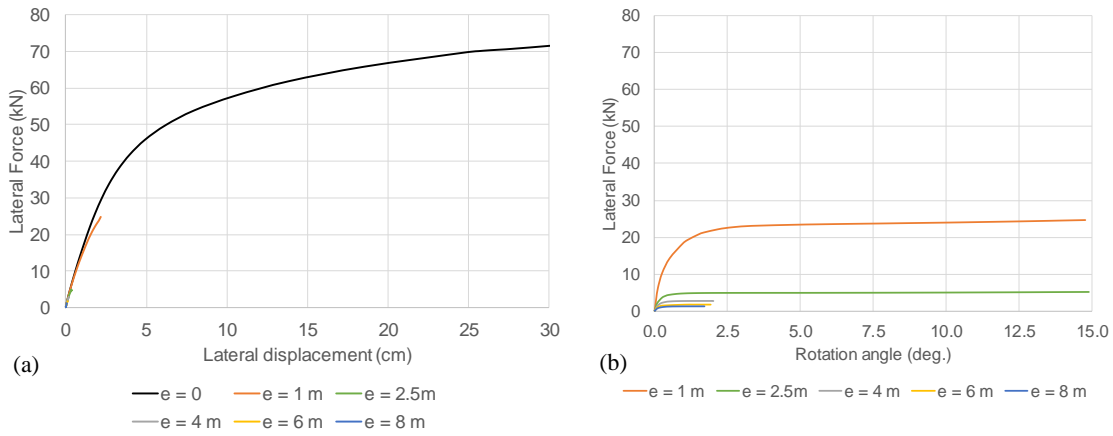 80
70
60
50
40
30
20
10
0
Lateral Force (kN)
0 5 10 15 20 25 30
Lateral displacement (cm)
(a)
e = 0 e = 1 m e = 2.5m
e = 4 m e = 6 m e = 8 m
80
70
60
50
40
30
20
10
0
Lateral Force (kN)
0.0 2.5 5.0 7.5 10.0 12.5 15.0
Rotation angle (deg.)
(b)
e = 1 m e = 2.5m e = 4 m e = 6 m e = 8 m